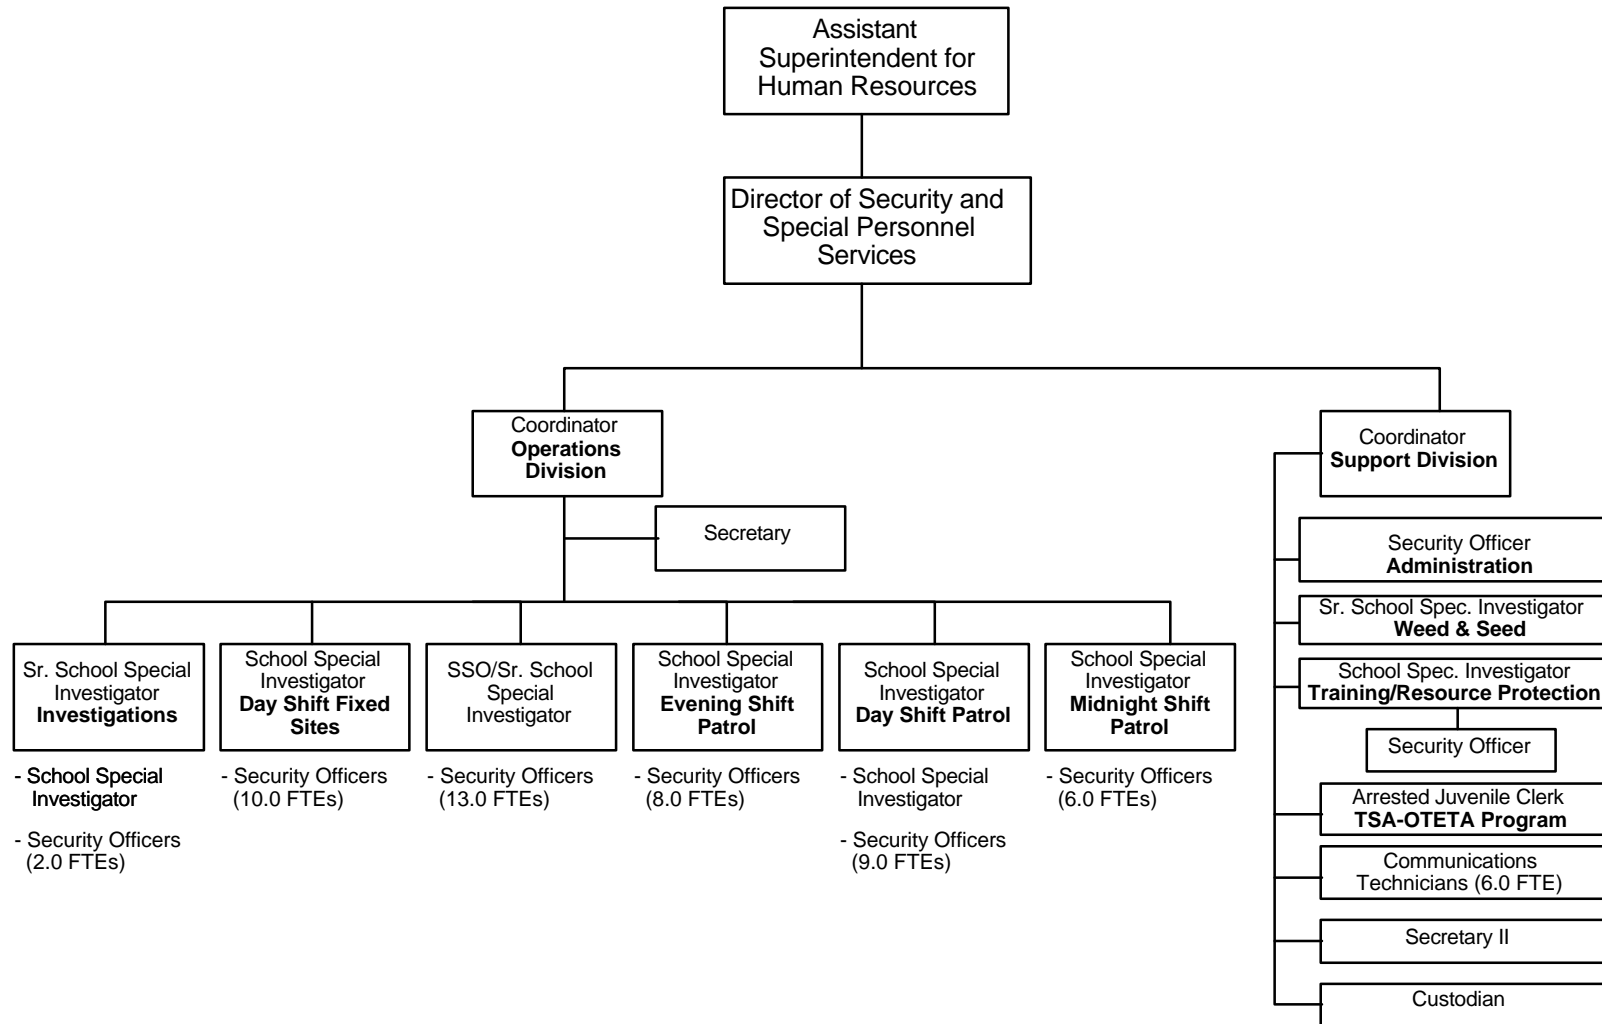 Assistant
Superintendent for
Human Resources
Director of Security and
Special Personnel
Services
Coordinator
Operations
Division
Secretary
Sr. School Special
Investigator
Investigations
- School Special
Investigator
- Security Officers
(2.0 FTEs)
School Special
Investigator
Day Shift Fixed
Sites
- Security Officers
(10.0 FTEs)
SSO/Sr. School
Special
Investigator
- Security Officers
(13.0 FTEs)
School Special
Investigator
Evening Shift
Patrol
- Security Officers
(8.0 FTEs)
School Special
Investigator
Day Shift Patrol
- School Special
Investigator
- Security Officers
(9.0 FTEs)
School Special
Investigator
Midnight Shift
Patrol
- Security Officers
(6.0 FTEs)
Coordinator
Support Division
Security Officer
Administration
Sr. School Spec. Investigator
Weed & Seed
School Spec. Investigator
Training/Resource Protection
Security Officer
Arrested Juvenile Clerk
TSA-OTETA Program
Communications
Technicians (6.0 FTE)
Secretary II
Custodian